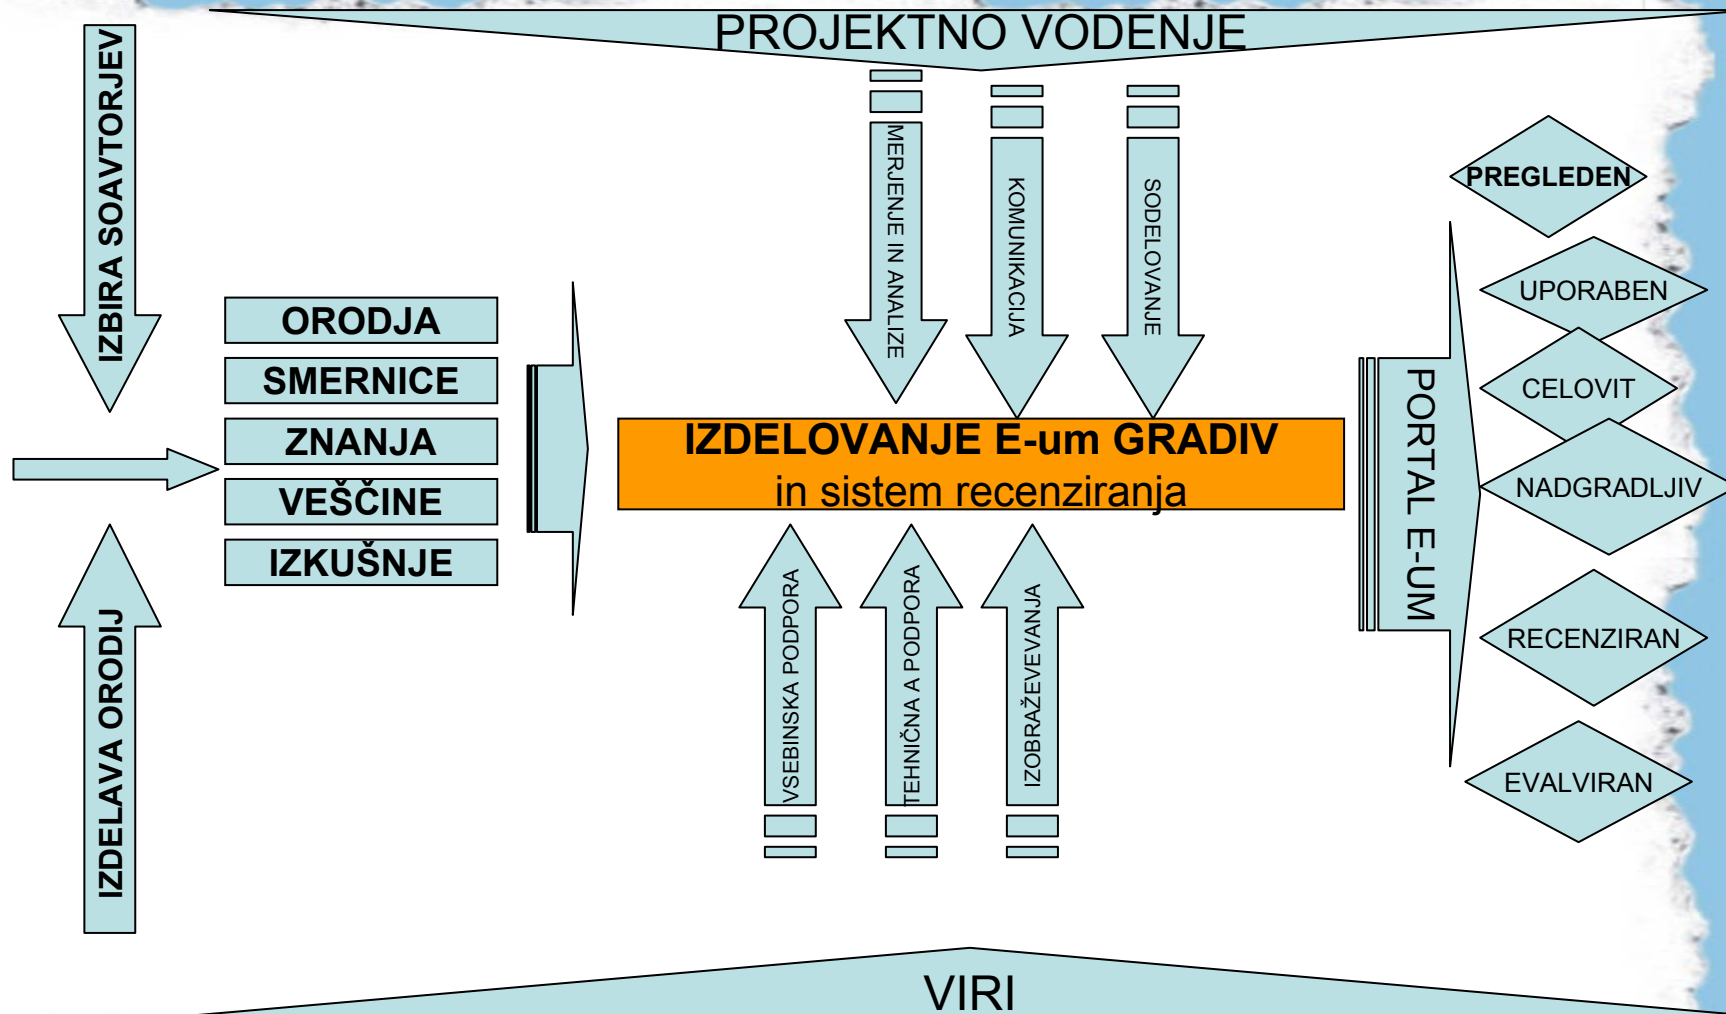 PROJEKTNO VODENJE
IZBIRA SOAVTORJEV
IZDELAVA ORODIJ
ORODJA
SMERNICE
ZNANJA
VEŠČINE
IZKUŠNJE
MERJENJE IN ANALIZE
KOMUNIKACIJA
SODELOVANJE
IZDELOVANJE E-um GRADIV
in sistem recenziranja
VSEBINSKA PODPORA
TEHNIČNA A PODPORA
IZOBRAŽEVEVANJA
PORTAL E-UM
PREGLEDEN
UPORABEN
CELOVIT
NADGRADLJIV
RECENZIRAN
EVALVIRAN
VIRI